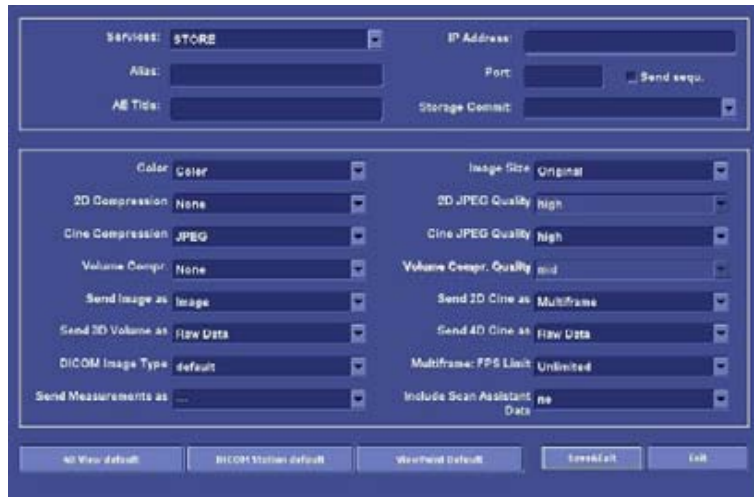 Services: STORE IP Address:
Alias: Port: Send sequ.
AE Title: Storage Commit:
Color Color Image Size Original
2D Compression None 2D JPEG Quality high
Cine Compression JPEG Cine JPEG Quality high
Volume Compr. None Volume Compr. Quality mid
Send Image as Image Send 2D Cine as Multiframe
Send 3D Volume as Raw Data Send 4D Cine as Raw Data
DICOM Image Type default Multiframe: FPS Limit Unlimited
Send Measurements as --- Include Scan Assistant Data no
4D View default DICOM Station default ViewPoint Default Save&Exit Exit